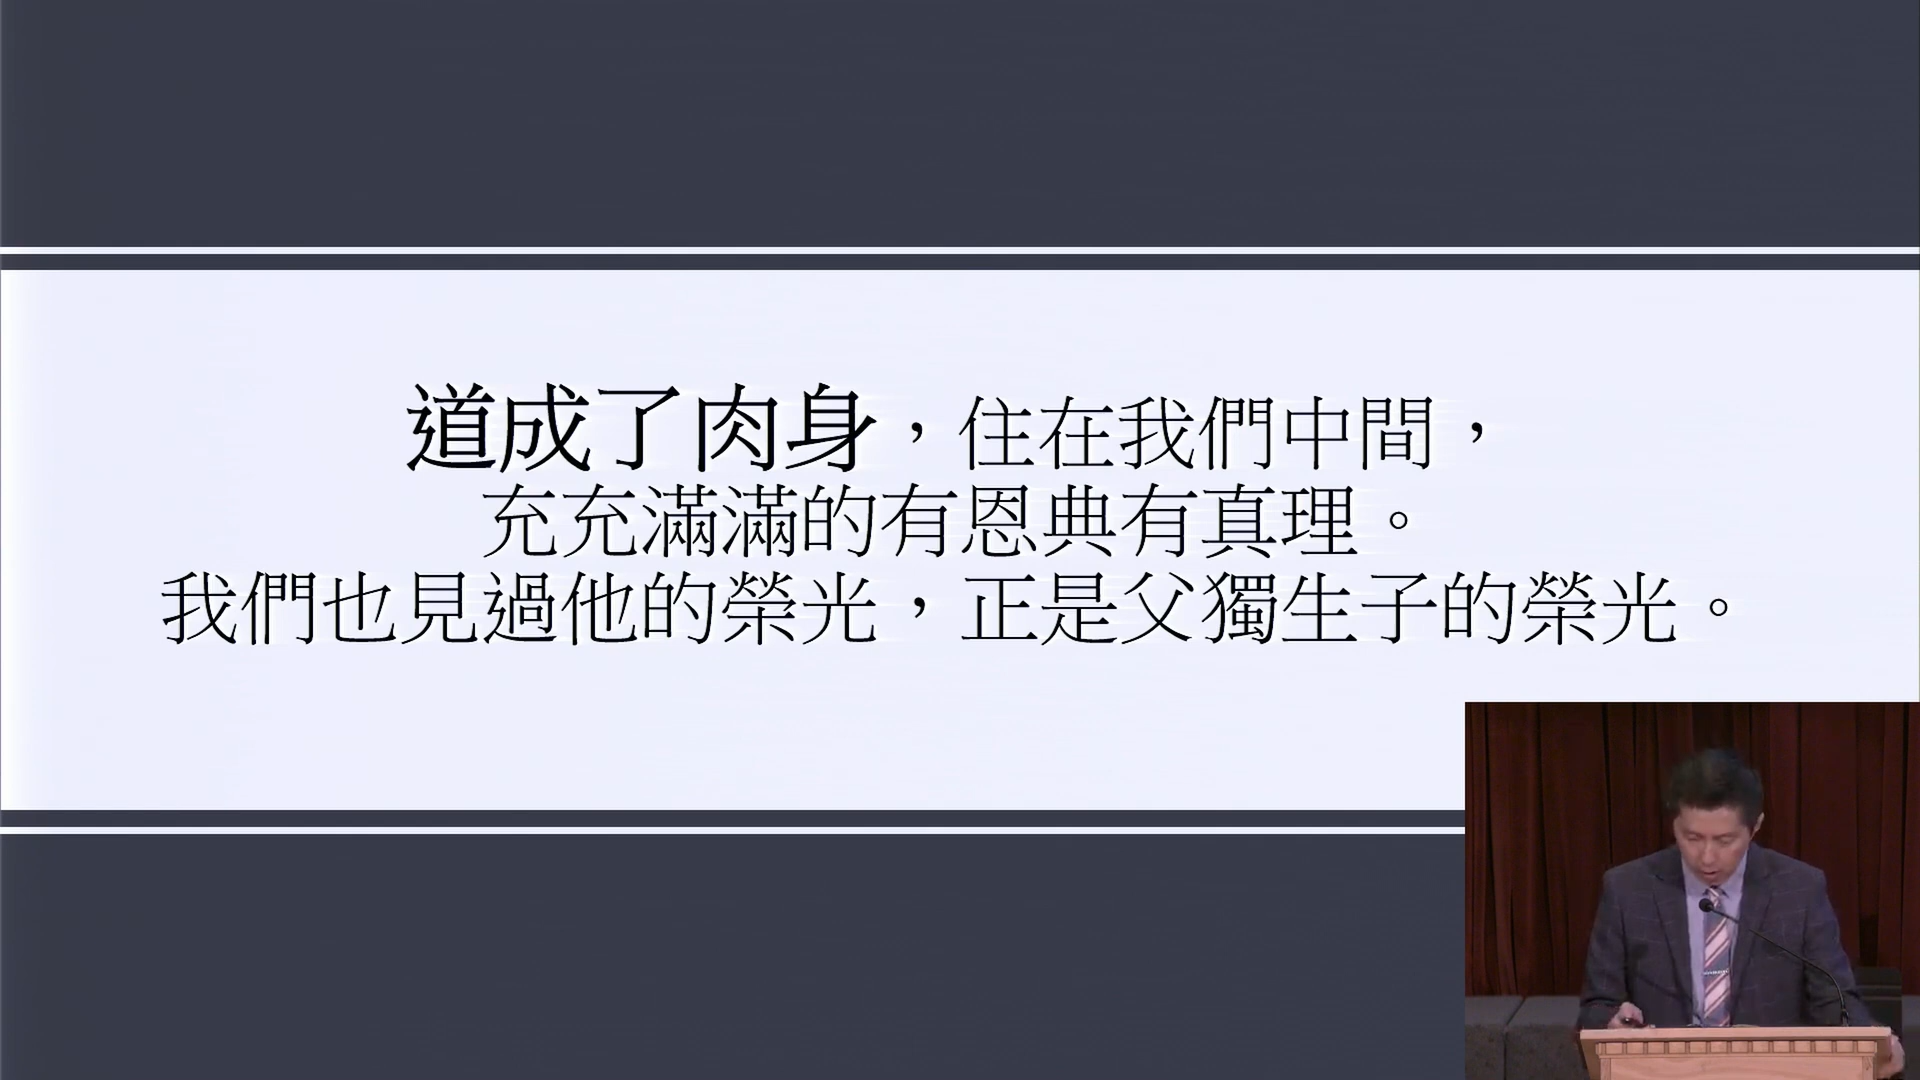 道成了肉身，住在我們中間，
充充滿滿的有恩典有真理。
我們也見過他的榮光，正是父獨生子的榮光。